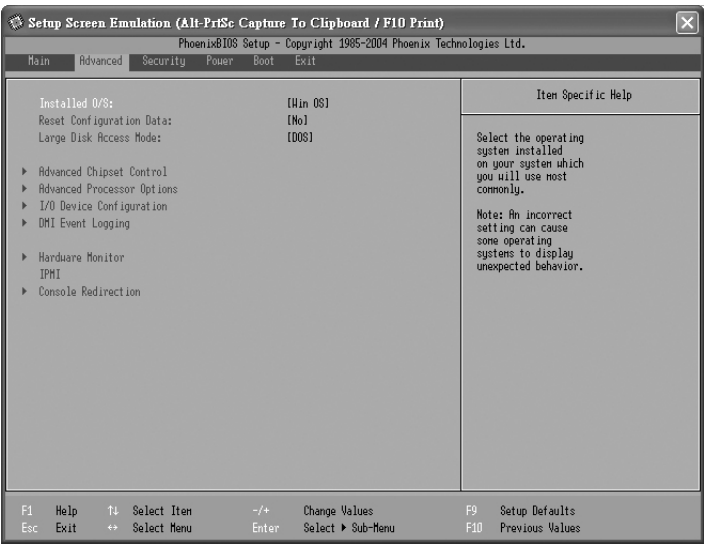 Setup Screen Emulation (Alt-PrtSc Capture To Clipboard / F10 Print)
PhoenixBIOS Setup - Copyright 1985-2004 Phoenix Technologies Ltd.
Main Advanced Security Power Boot Exit
Installed O/S: [Win OS]
Reset Configuration Data: [No]
Large Disk Access Mode: [DOS]
▶ Advanced Chipset Control
▶ Advanced Processor Options
▶ I/O Device Configuration
▶ DMI Event Logging
▶ Hardware Monitor
IPMI
▶ Console Redirection
Item Specific Help
Select the operating
system installed
on your system which
you will use most
commonly.
Note: An incorrect
setting can cause
some operating
systems to display
unexpected behavior.
F1 Help ↑↓ Select Item -/+ Change Values F9 Setup Defaults
Esc Exit ↔ Select Menu Enter Select ▶ Sub-Menu F10 Previous Values